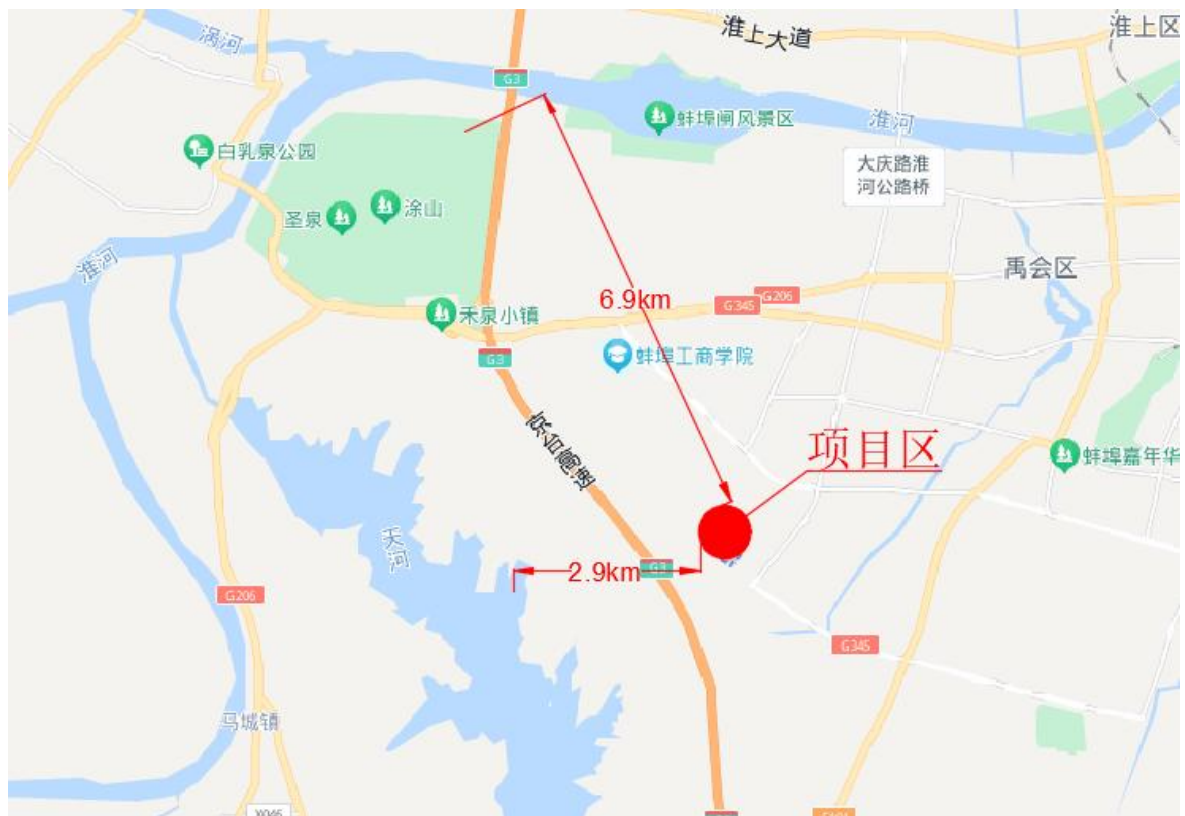 涡河
淮上大道
淮上区
G3
蚌埠闸风景区
淮河
白乳泉公园
大庆路淮
河公路桥
圣泉
涂山
淮河
禹会区
6.9km
G345
G206
禾泉小镇
G3
蚌埠工商学院
京台高速
项目区
蚌埠嘉年华
天河
2.9km
G3
G206
G345
马城镇